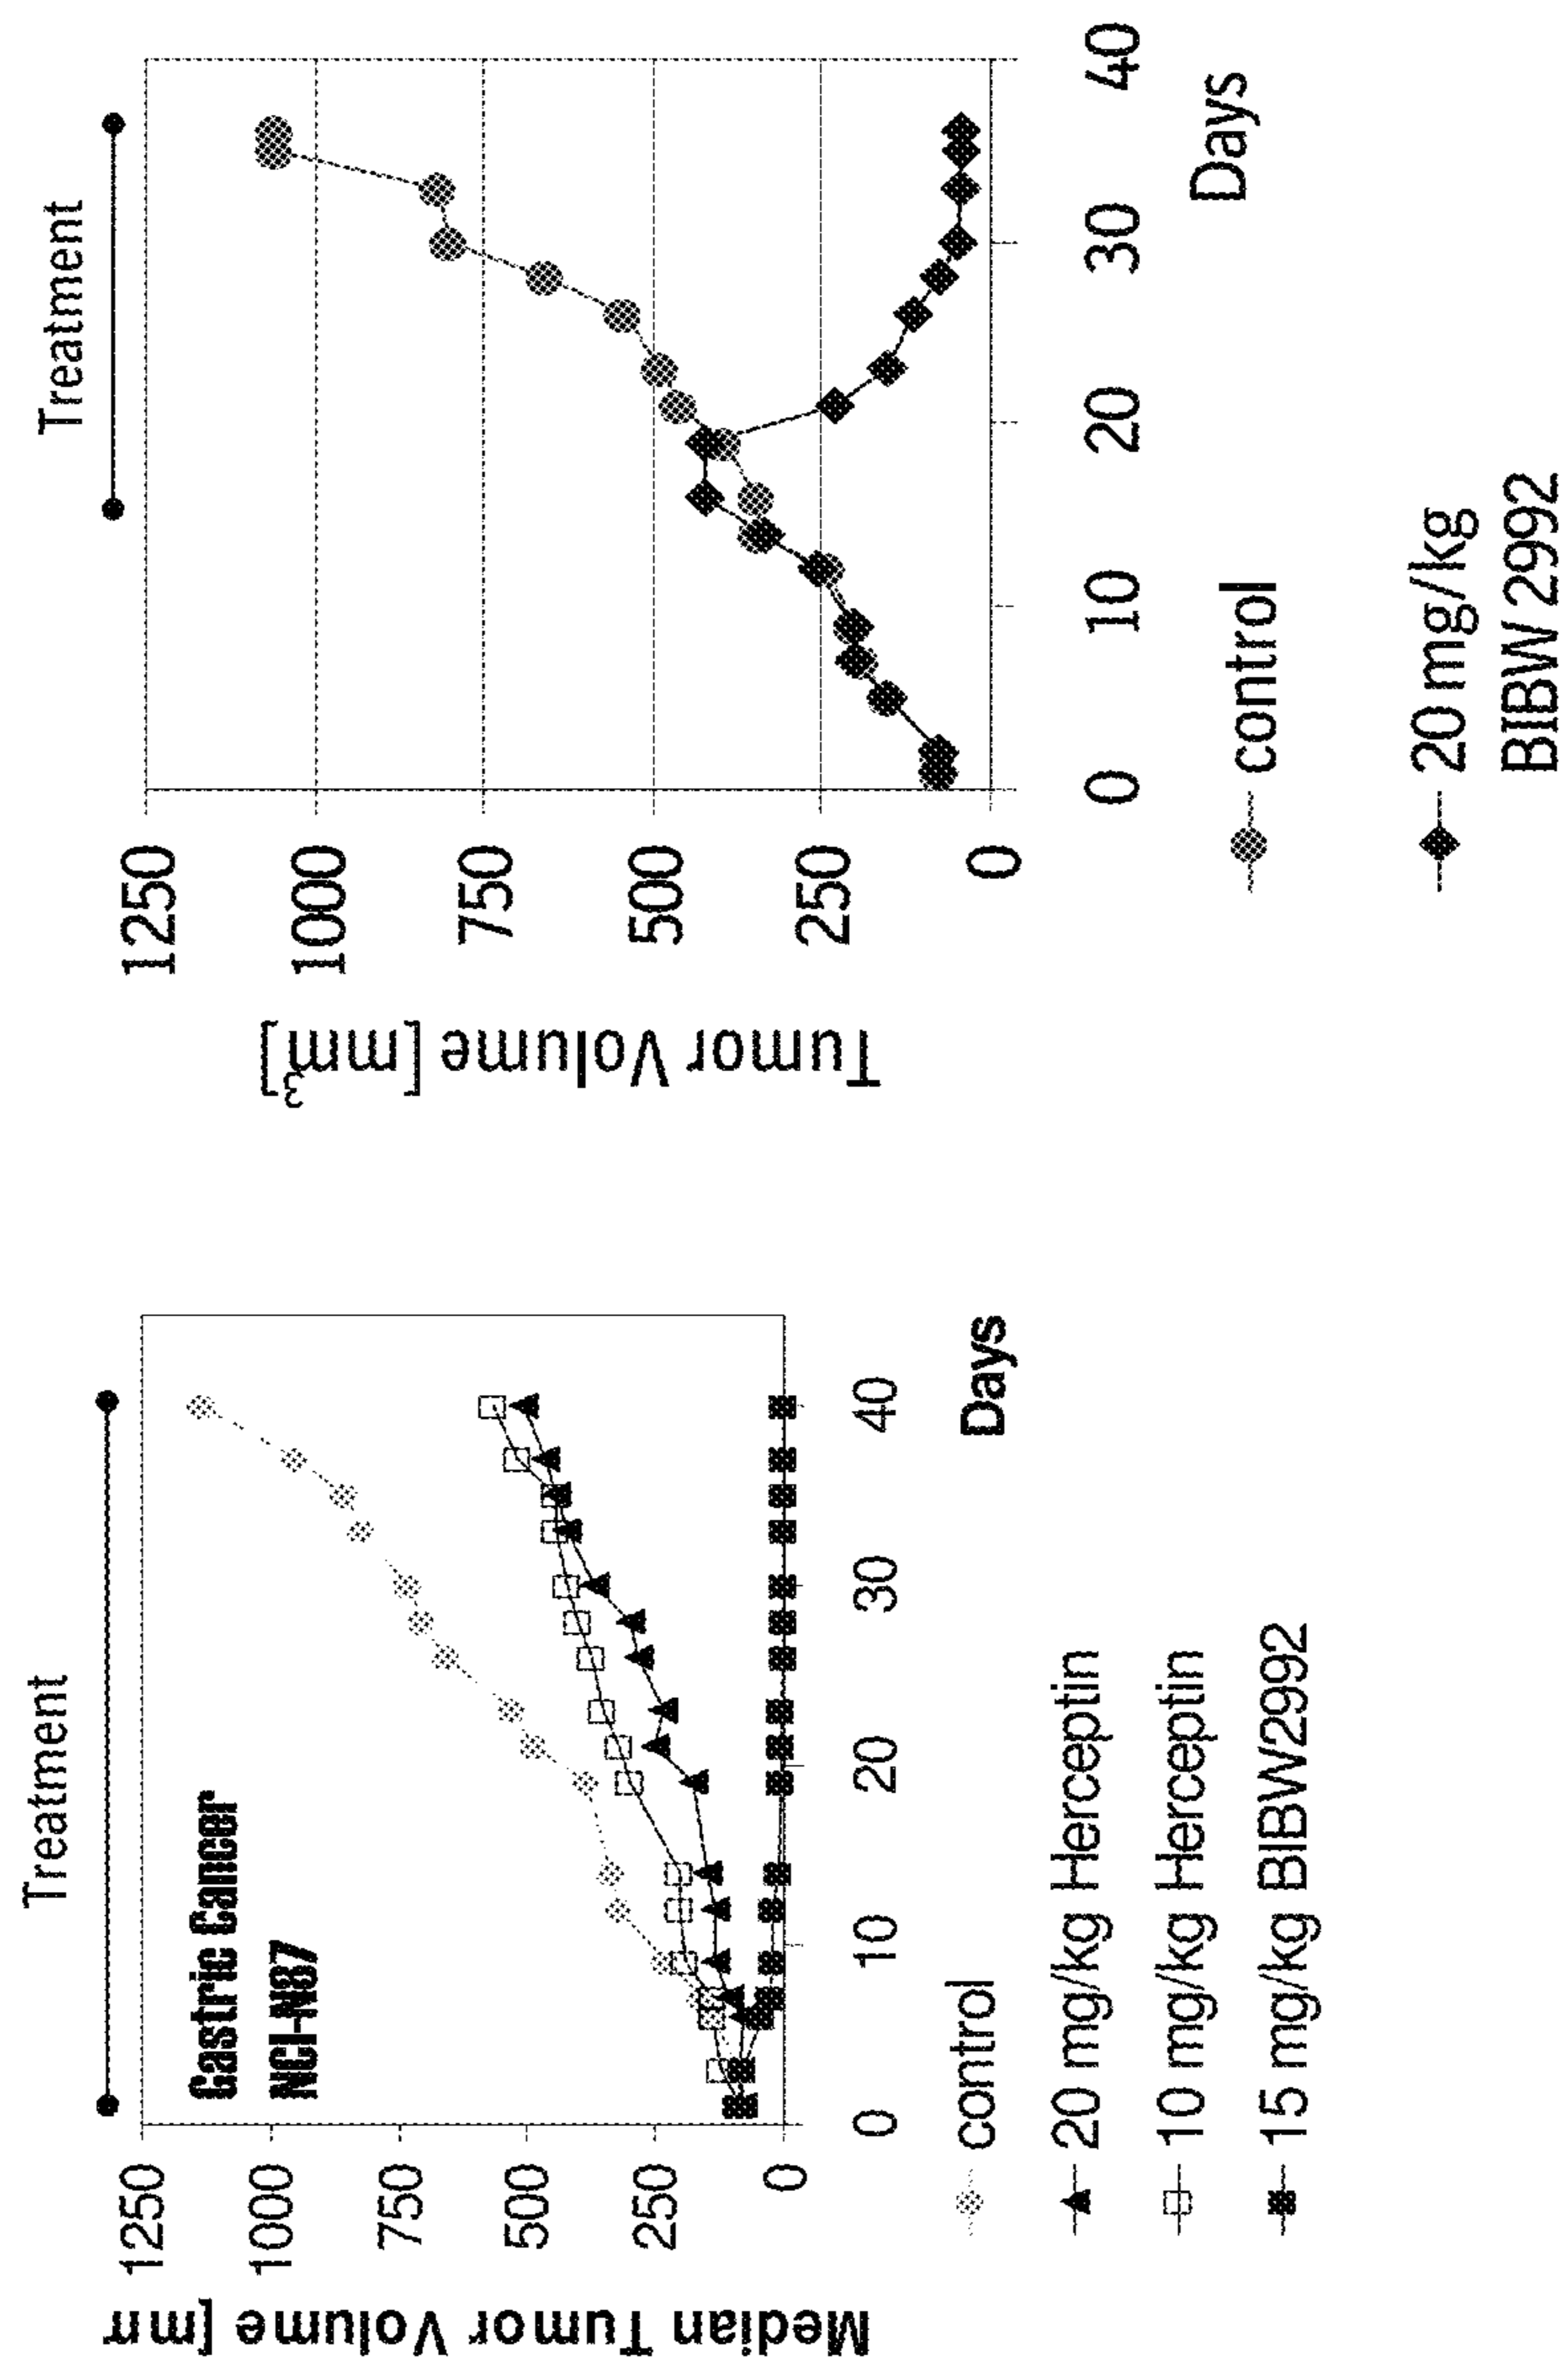 Treatment
Gastric Cancer
NCI-N87
1250
1000
750
500
250
0
Median Tumor Volume [mm
0
10
20
30
40
Days
control
20 mg/kg Herceptin
10 mg/kg Herceptin
15 mg/kg BIBW2992
Treatment
1250
1000
750
500
250
0
Tumor Volume [mm³]
0
10
20
30
40
Days
control
20 mg/kg
BIBW 2992